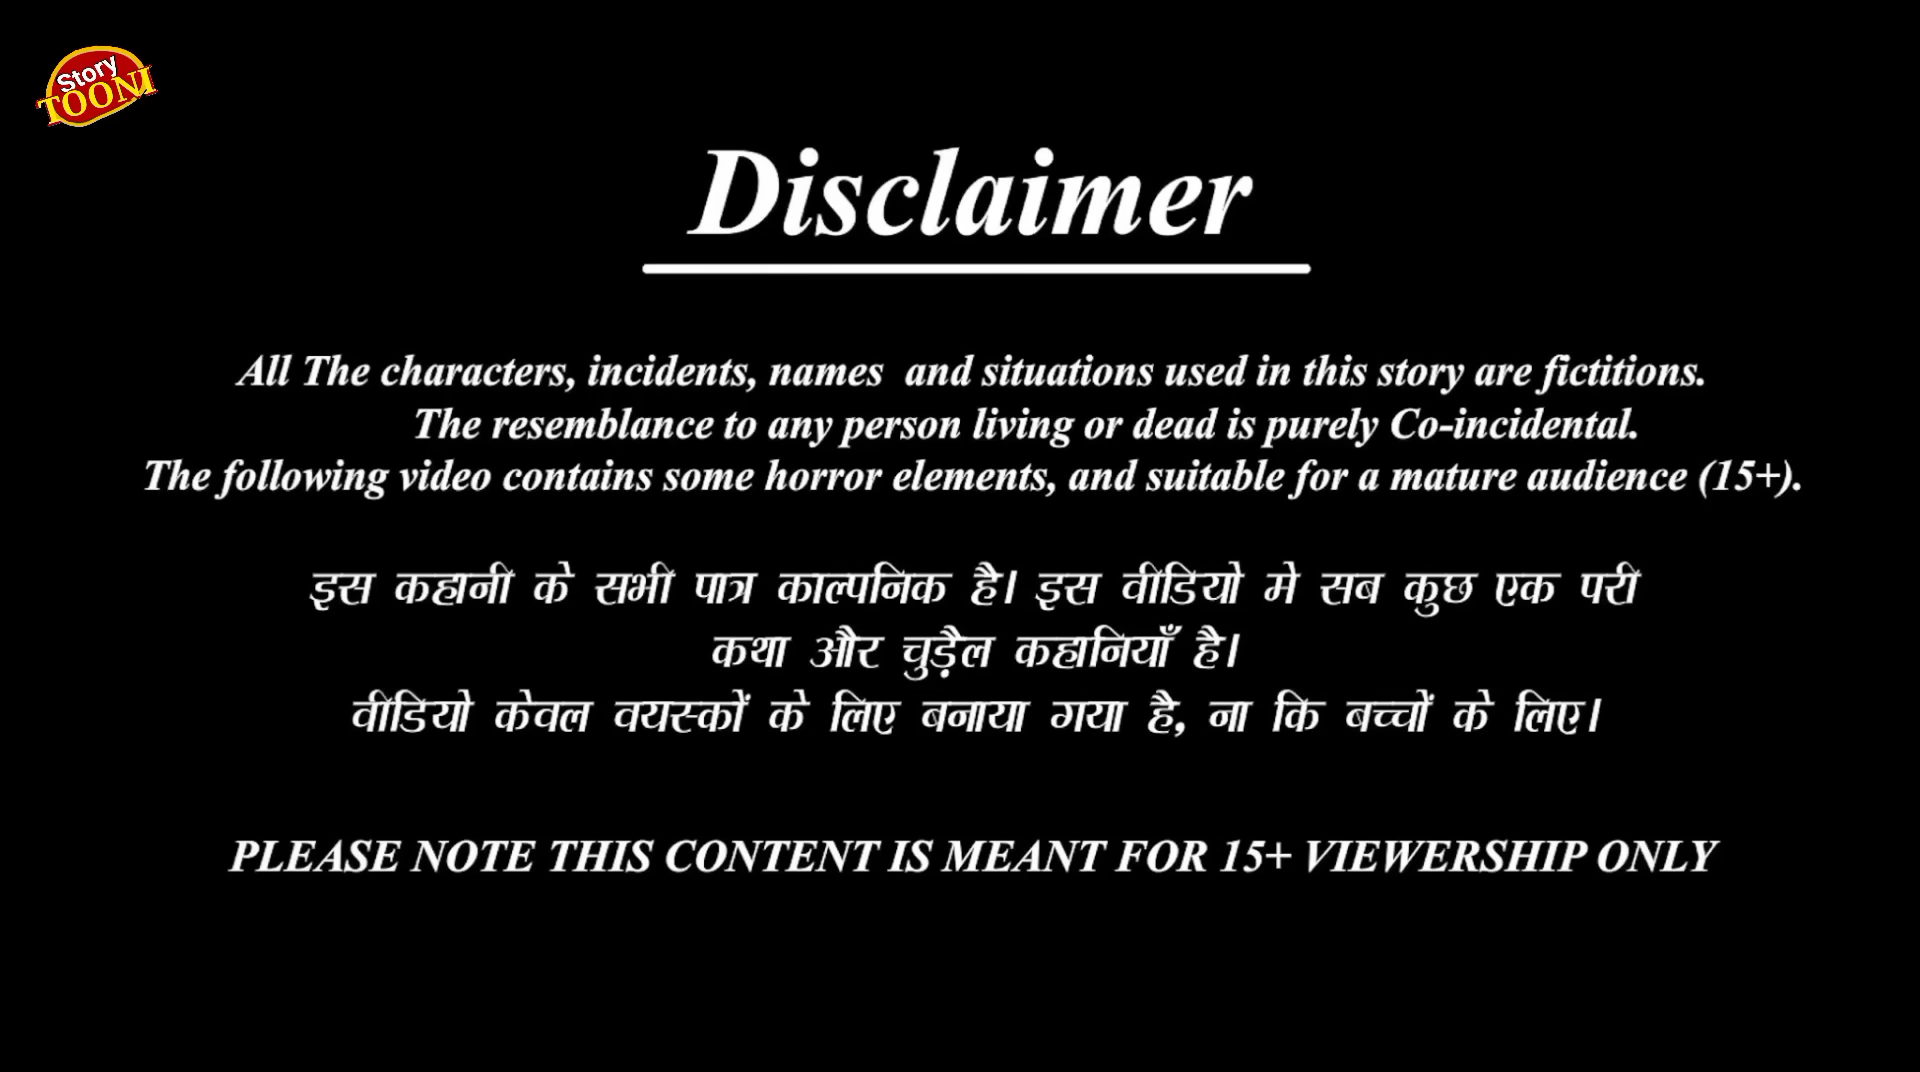 Story
TOONI
Disclaimer
All The characters, incidents, names and situations used in this story are fictitions.
The resemblance to any person living or dead is purely Co-incidental.
The following video contains some horror elements, and suitable for a mature audience (15+).
इस कहानी के सभी पात्र काल्पनिक है। इस वीडियो मे सब कुछ एक परी
कथा और चुड़ैल कहानियाँ है।
वीडियो केवल वयस्कों के लिए बनाया गया है, ना कि बच्चों के लिए।
PLEASE NOTE THIS CONTENT IS MEANT FOR 15+ VIEWERSHIP ONLY